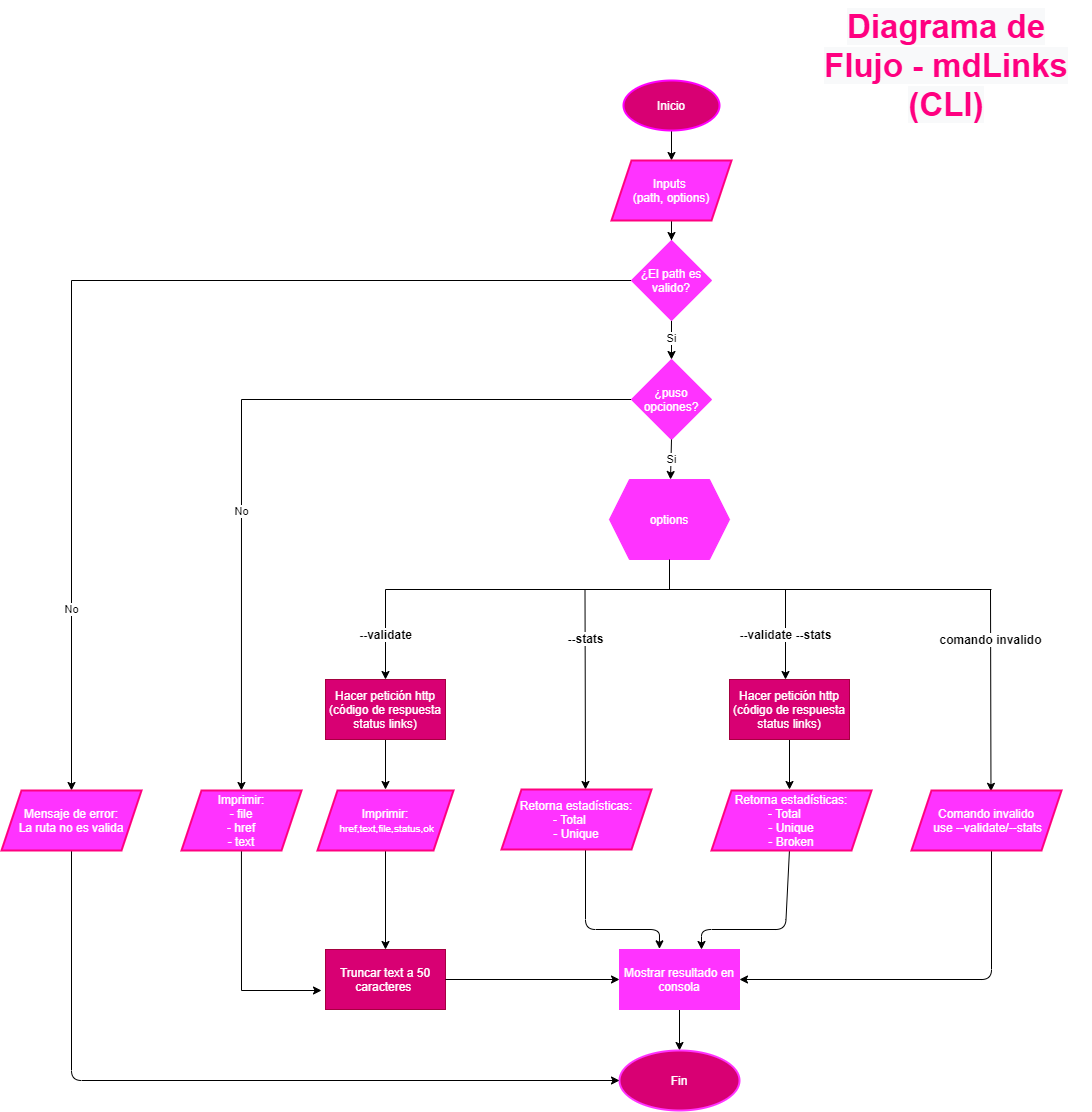 Diagrama de
Flujo - mdLinks
(CLI)
Inicio
Inputs
(path, options)
¿El path es
valido?
Si
¿puso
opciones?
Si
No
options
No
--validate
--stats
--validate --stats
comando invalido
Hacer petición http
(código de respuesta
status links)
Hacer petición http
(código de respuesta
status links)
Mensaje de error:
La ruta no es valida
Imprimir:
- file
- href
- text
Imprimir:
href,text,file,status,ok
Retorna estadísticas:
- Total
- Unique
Retorna estadísticas:
- Total
- Unique
- Broken
Comando invalido
use --validate/--stats
Truncar text a 50
caracteres
Mostrar resultado en
consola
Fin